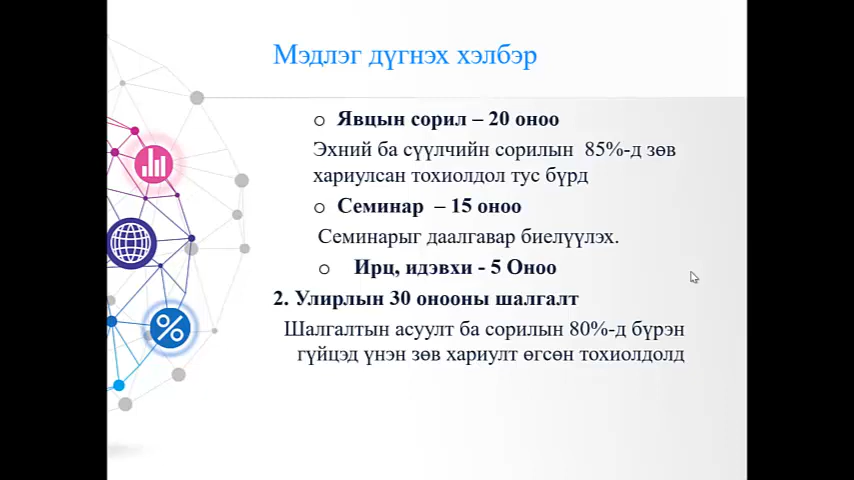 Мэдлэг дүгнэх хэлбэр
o Явцын сорил – 20 оноо
Эхний ба сүүлчийн сорилын 85%-д зөв
хариулсан тохиолдол тус бүрд
o Семинар – 15 оноо
Семинарыг даалгавар биелүүлэх.
o Ирц, идэвхи - 5 Оноо
2. Улирлын 30 онооны шалгалт
Шалгалтын асуулт ба сорилын 80%-д бүрэн
гүйцэд үнэн зөв хариулт өгсөн тохиолдолд